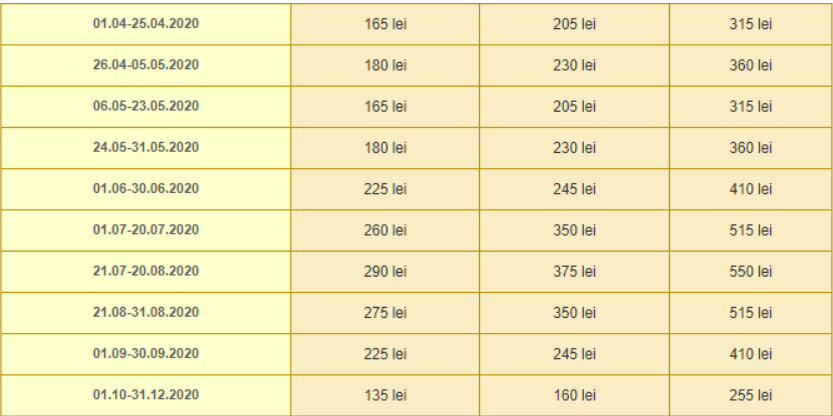 01.04-25.04.2020 165 lei 205 lei 315 lei
26.04-05.05.2020 180 lei 230 lei 360 lei
06.05-23.05.2020 165 lei 205 lei 315 lei
24.05-31.05.2020 180 lei 230 lei 360 lei
01.06-30.06.2020 225 lei 245 lei 410 lei
01.07-20.07.2020 260 lei 350 lei 515 lei
21.07-20.08.2020 290 lei 375 lei 550 lei
21.08-31.08.2020 275 lei 350 lei 515 lei
01.09-30.09.2020 225 lei 245 lei 410 lei
01.10-31.12.2020 135 lei 160 lei 255 lei